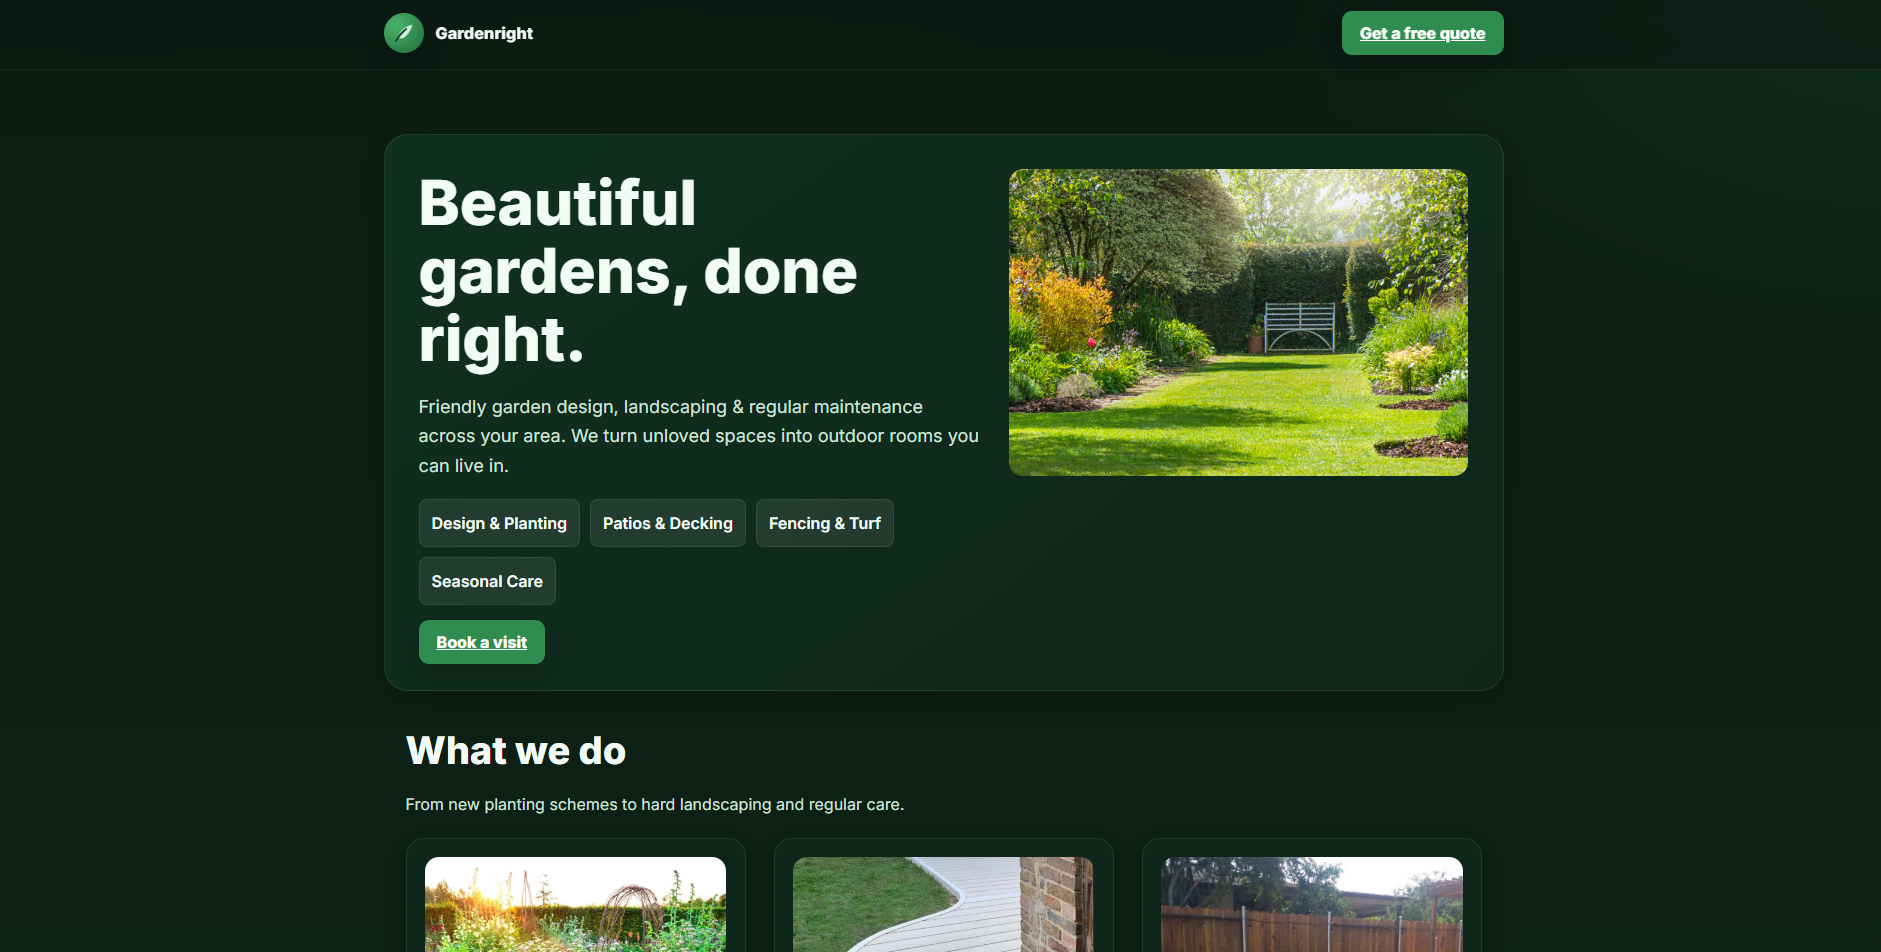 Gardenright
Get a free quote
Beautiful
gardens, done
right.
Friendly garden design, landscaping & regular maintenance
across your area. We turn unloved spaces into outdoor rooms you
can live in.
Design & Planting
Patios & Decking
Fencing & Turf
Seasonal Care
Book a visit
What we do
From new planting schemes to hard landscaping and regular care.